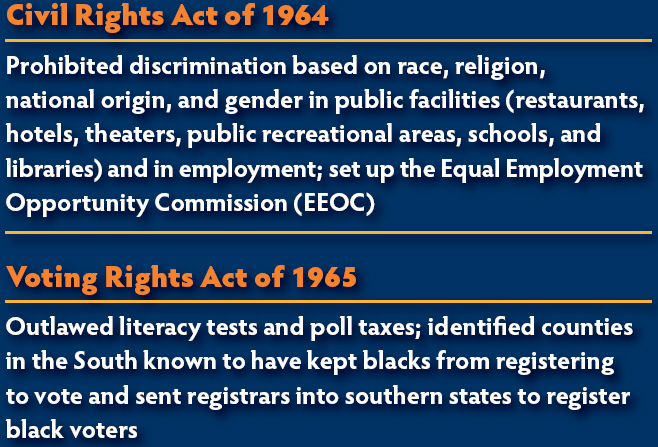 Civil Rights Act of 1964
Prohibited discrimination based on race, religion,
national origin, and gender in public facilities (restaurants,
hotels, theaters, public recreational areas, schools, and
libraries) and in employment; set up the Equal Employment
Opportunity Commission (EEOC)
Voting Rights Act of 1965
Outlawed literacy tests and poll taxes; identified counties
in the South known to have kept blacks from registering
to vote and sent registrars into southern states to register
black voters